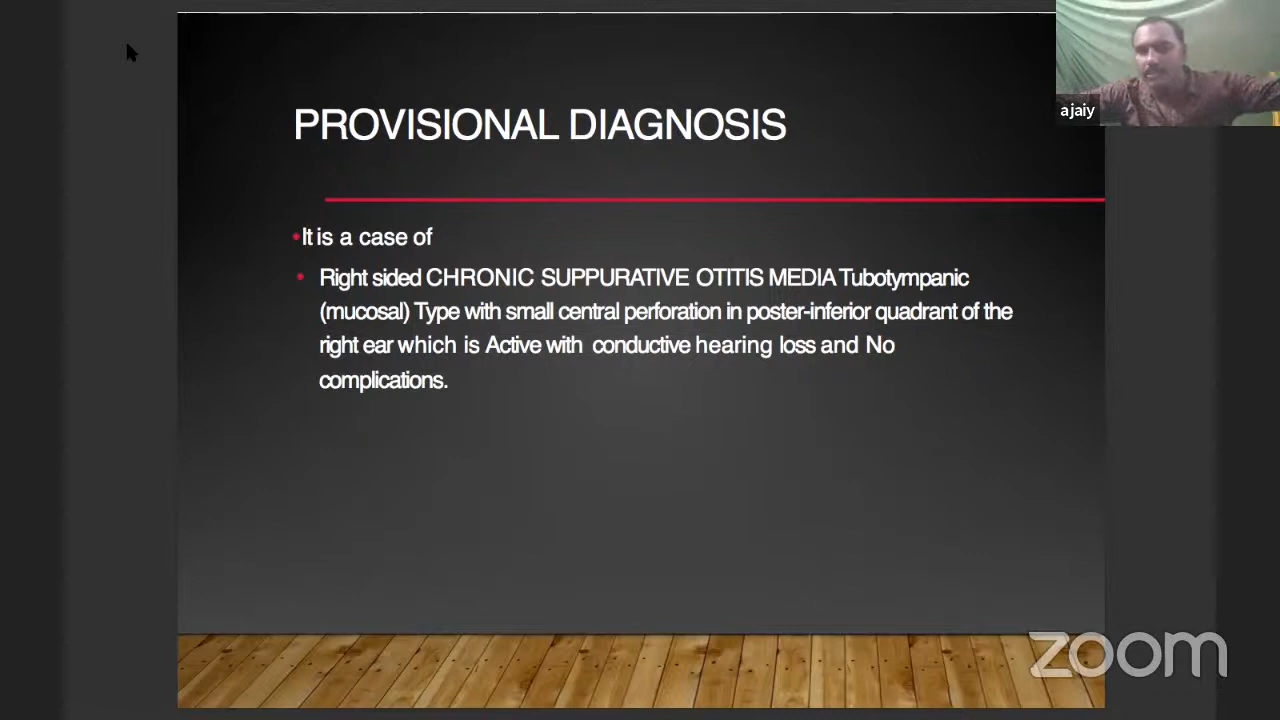 ajaiy
PROVISIONAL DIAGNOSIS
•It is a case of
• Right sided CHRONIC SUPPURATIVE OTITIS MEDIA Tubotympanic
(mucosal) Type with small central perforation in poster-inferior quadrant of the
right ear which is Active with conductive hearing loss and No
complications.
zoom